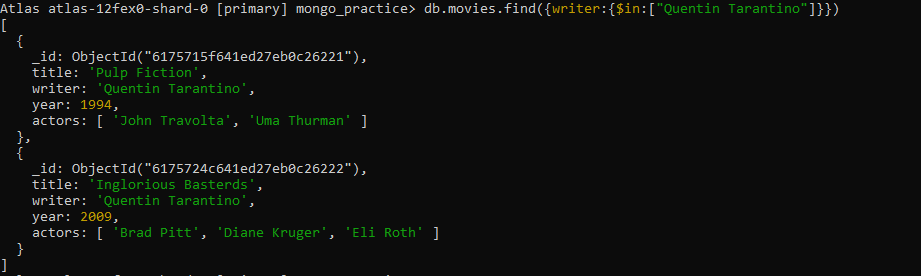 Atlas atlas-12fex0-shard-0 [primary] mongo_practice> db.movies.find({writer:{$in:["Quentin Tarantino"]}})
[
  {
    _id: ObjectId("6175715f641ed27eb0c26221"),
    title: 'Pulp Fiction',
    writer: 'Quentin Tarantino',
    year: 1994,
    actors: [ 'John Travolta', 'Uma Thurman' ]
  },
  {
    _id: ObjectId("6175724c641ed27eb0c26222"),
    title: 'Inglorious Basterds',
    writer: 'Quentin Tarantino',
    year: 2009,
    actors: [ 'Brad Pitt', 'Diane Kruger', 'Eli Roth' ]
  }
]